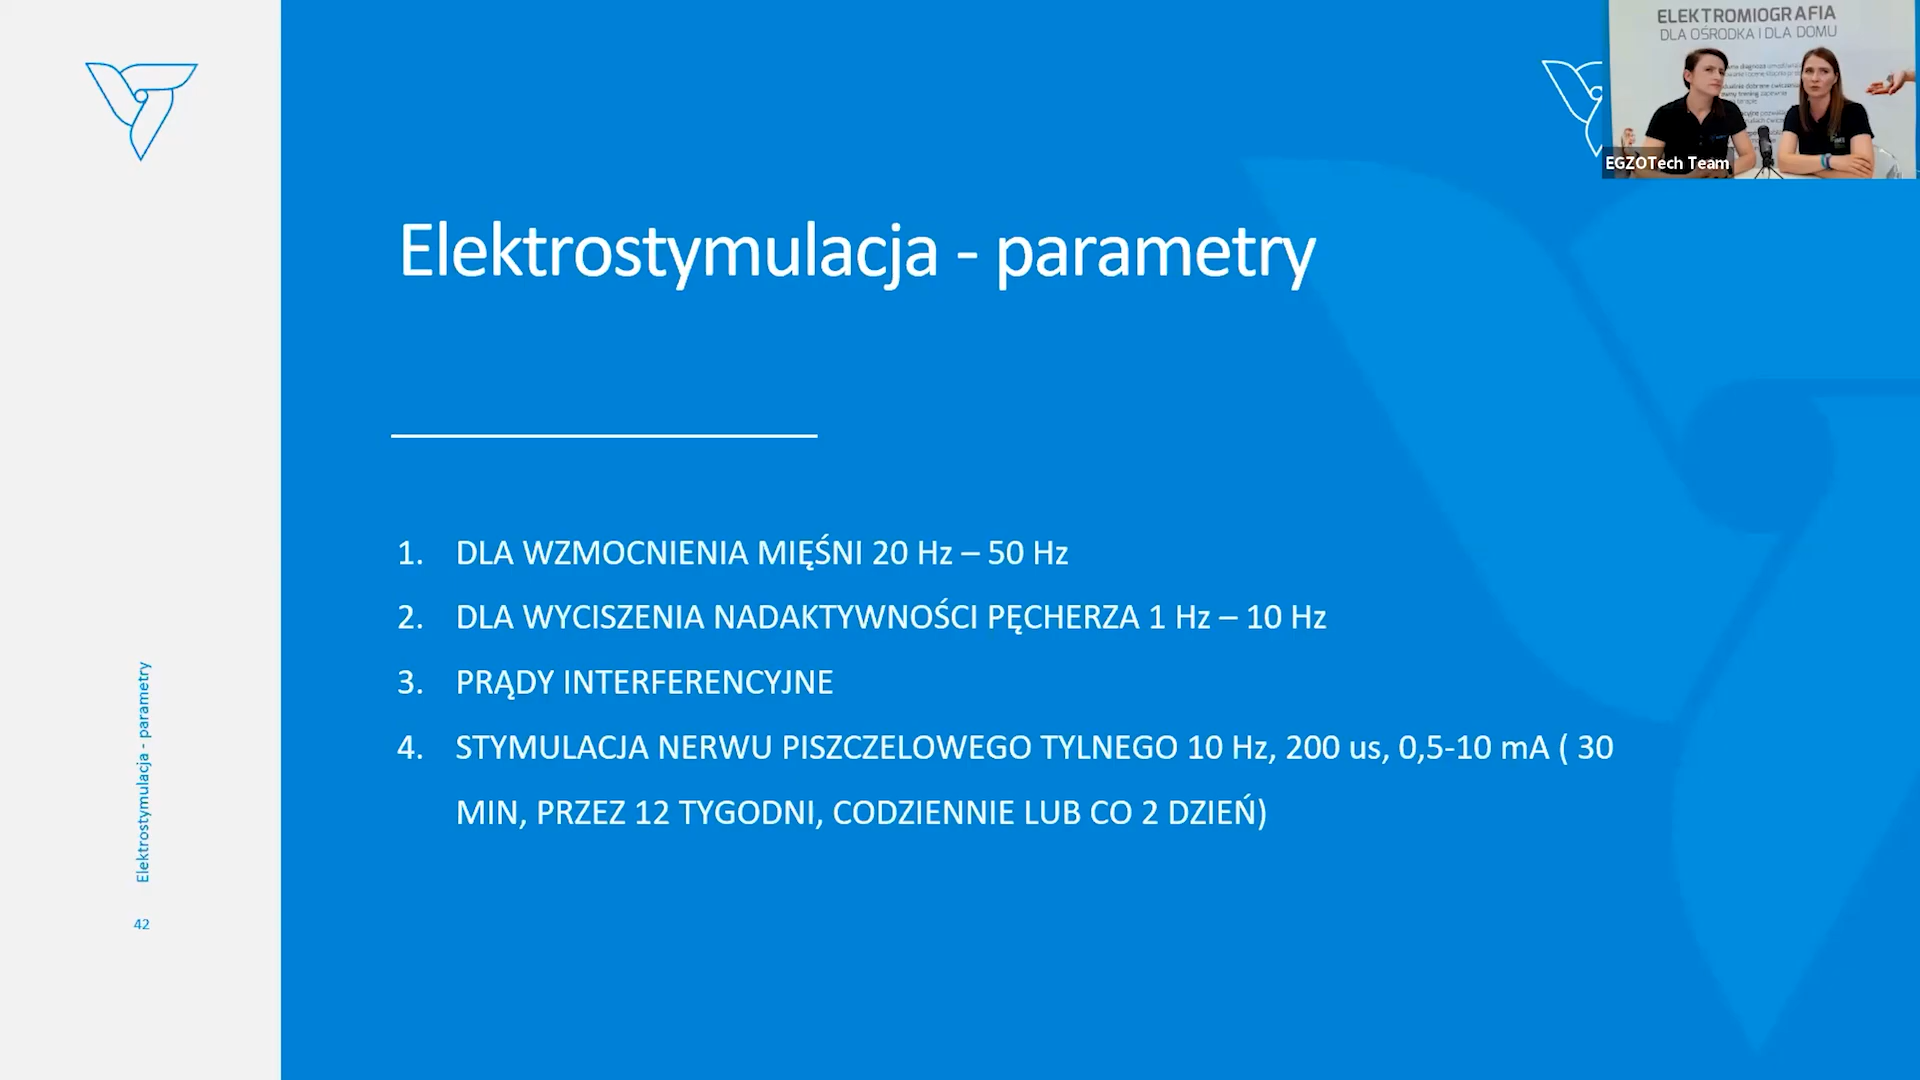 ELEKTROMIOGRAFIA
DLA OŚRODKA I DLA DOMU
EGZOTech Team
Elektrostymulacja - parametry
1. DLA WZMOCNIENIA MIĘŚNI 20 Hz – 50 Hz
2. DLA WYCISZENIA NADAKTYWNOŚCI PĘCHERZA 1 Hz – 10 Hz
3. PRĄDY INTERFERENCYJNE
4. STYMULACJA NERWU PISZCZELOWEGO TYLNEGO 10 Hz, 200 us, 0,5-10 mA ( 30
MIN, PRZEZ 12 TYGODNI, CODZIENNIE LUB CO 2 DZIEŃ)
Elektrostymulacja - parametry
42